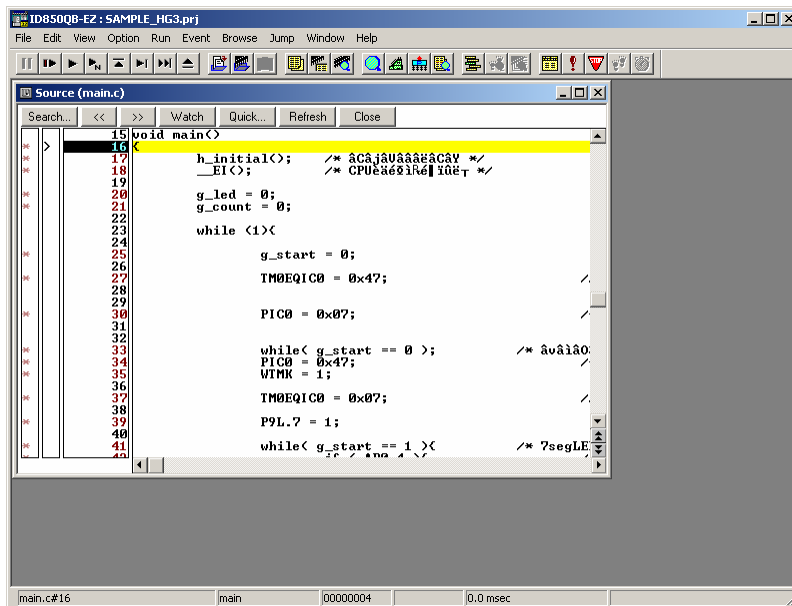 ID850QB-EZ : SAMPLE_HG3.prj
File Edit View Option Run Event Browse Jump Window Help
Source (main.c)
Search... << >> Watch Quick... Refresh Close
15 void main()
> 16 {
* 17 h_initial(); /* */
* 18 __EI(); /* */
19
* 20 g_led = 0;
* 21 g_count = 0;
22
23 while (1){
24
* 25 g_start = 0;
26
* 27 TM0EQIC0 = 0x47; /
28
29
* 30 PIC0 = 0x07; /
31
32
* 33 while( g_start == 0 ); /*
* 34 PIC0 = 0x47; /
* 35 WTMK = 1;
36
* 37 TM0EQIC0 = 0x07; /
38
* 39 P9L.7 = 1;
40
* 41 while( g_start == 1 ){ /* 7segLE
main.c#16 main 00000004 0.0 msec